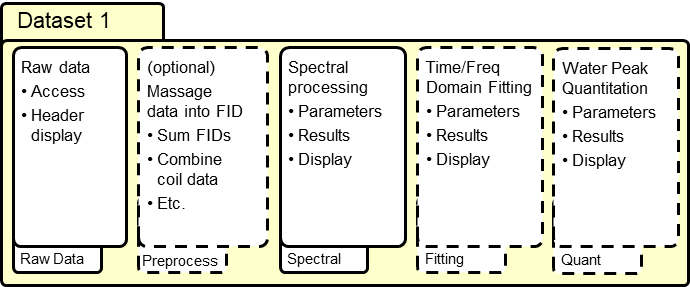 Dataset 1
Raw data
• Access
• Header
display
Raw Data
(optional)
Massage
data into FID
• Sum FIDs
• Combine
coil data
• Etc.
Preprocess
Spectral
processing
• Parameters
• Results
• Display
Spectral
Time/Freq
Domain Fitting
• Parameters
• Results
• Display
Fitting
Water Peak
Quantitation
• Parameters
• Results
• Display
Quant